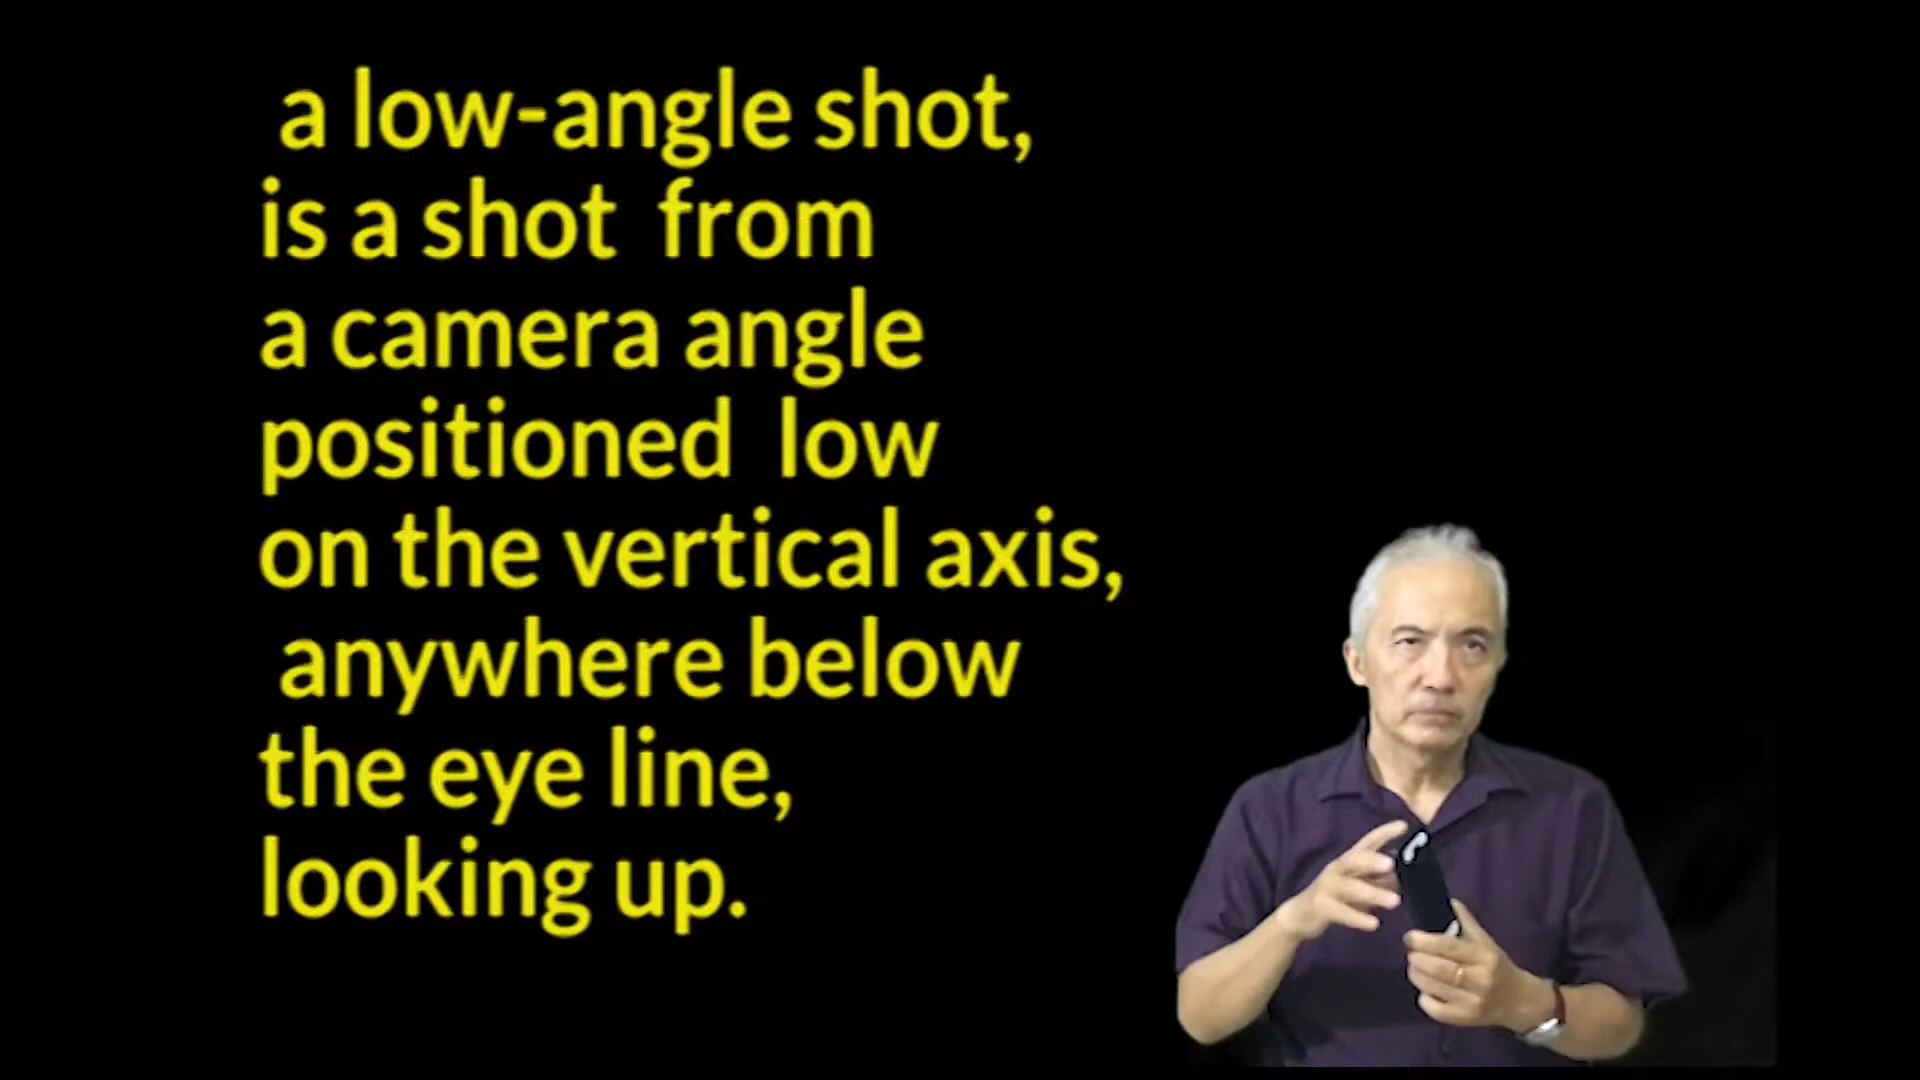 a low-angle shot,
is a shot from
a camera angle
positioned low
on the vertical axis,
anywhere below
the eye line,
looking up.